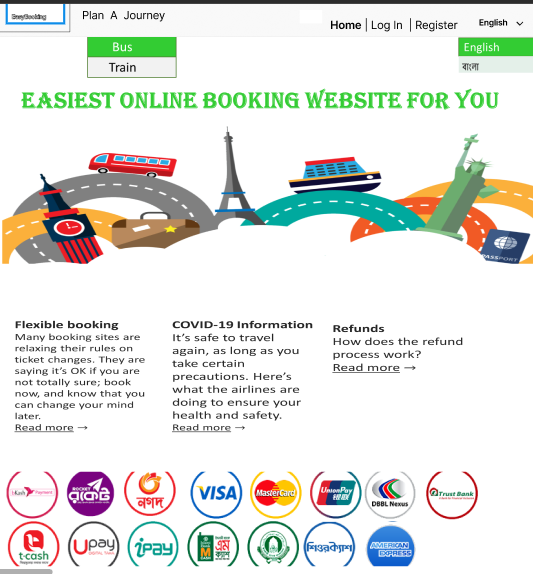 EasyBooking
Plan A Journey
Home | Log In | Register
English
Bus
Train
English
বাংলা
EASIEST ONLINE BOOKING WEBSITE FOR YOU
PASSPORT
Flexible booking
Many booking sites are
relaxing their rules on
ticket changes. They are
saying it's OK if you are
not totally sure; book
now, and know that you
can change your mind
later.
Read more →
COVID-19 Information
It's safe to travel
again, as long as you
take certain
precautions. Here's
what the airlines are
doing to ensure your
health and safety.
Read more →
Refunds
How does the refund
process work?
Read more →
bKash Payment
ROCKET
রকেট
নগদ
VISA
MasterCard
UnionPay
银联
DBBL Nexus
Trust Bank
t-cash
Upay
iPay
এম
ক্যাশ
শিওরক্যাশ
AMERICAN
EXPRESS